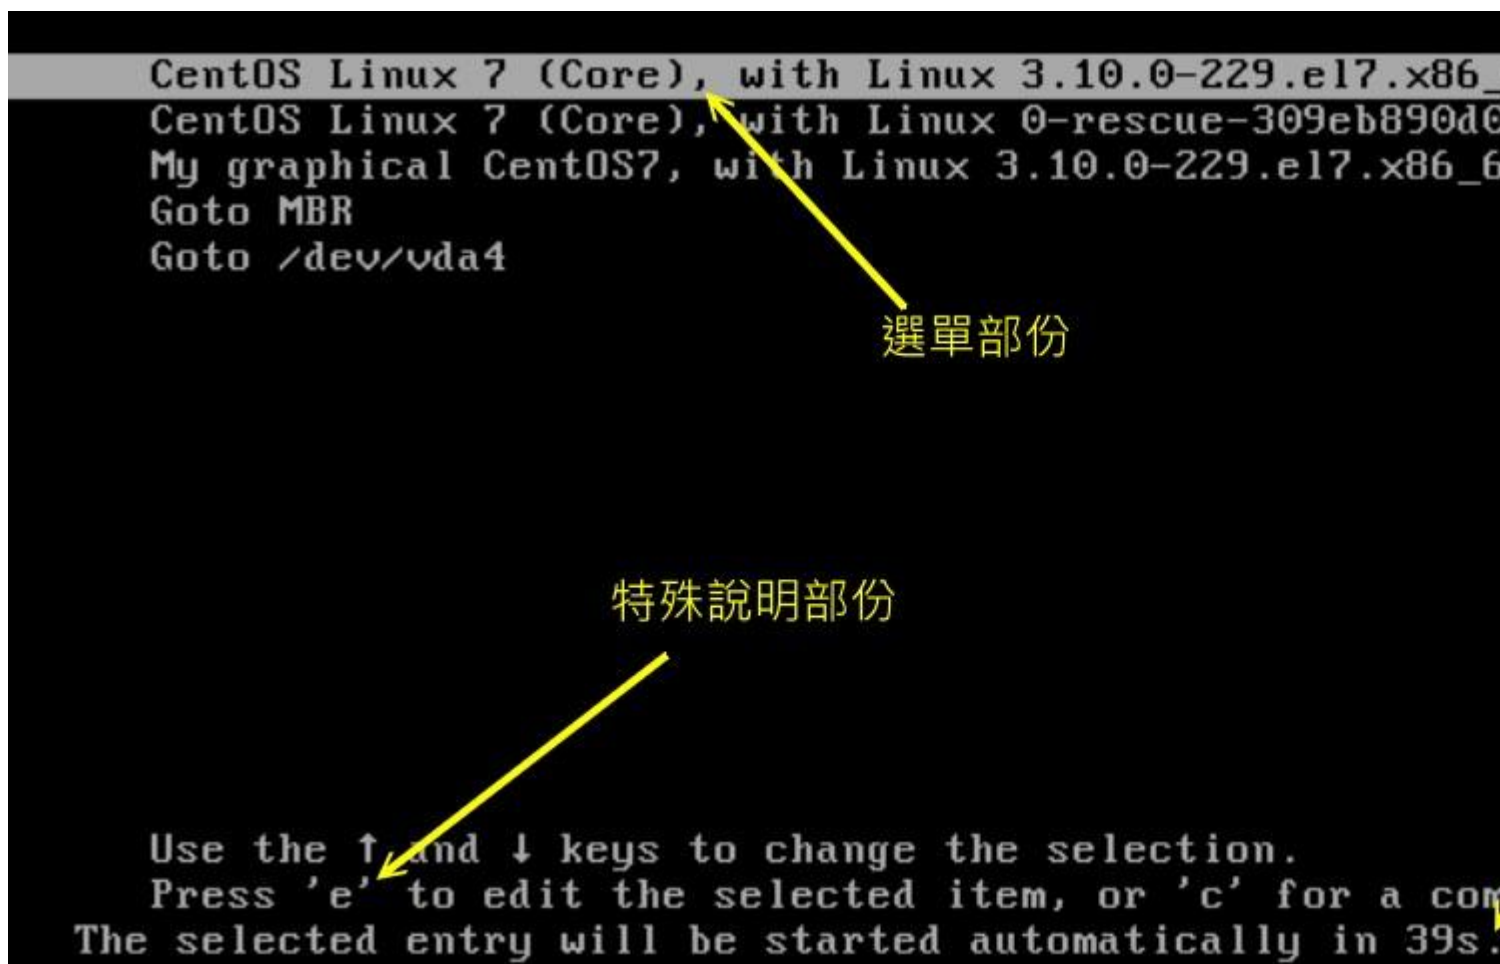 CentOS Linux 7 (Core), with Linux 3.10.0-229.el7.x86_
CentOS Linux 7 (Core), with Linux 0-rescue-309eb890d0
My graphical CentOS7, with Linux 3.10.0-229.el7.x86_6
Goto MBR
Goto /dev/vda4
選單部份
特殊說明部份
Use the ↑ and ↓ keys to change the selection.
Press 'e' to edit the selected item, or 'c' for a com
The selected entry will be started automatically in 39s.